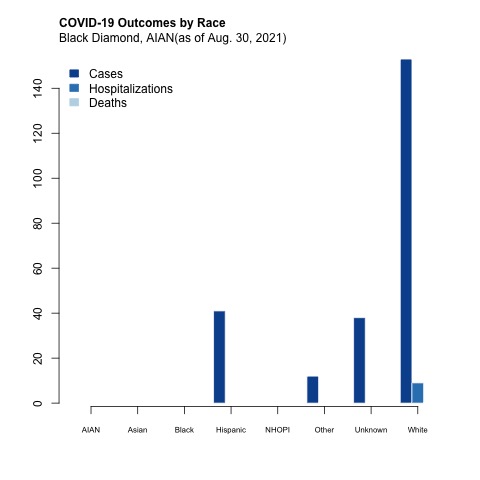 COVID-19 Outcomes by Race
Black Diamond, AIAN(as of Aug. 30, 2021)
Cases
Hospitalizations
Deaths
140
120
100
80
60
40
20
0
AIAN Asian Black Hispanic NHOPI Other Unknown White